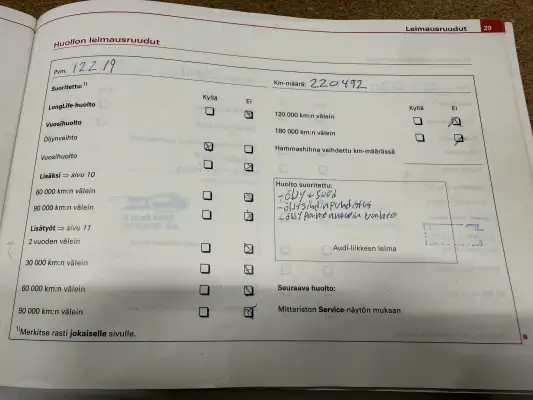 Leimausruudut 29
Huollon leimausruudut
Pvm. 12 2 19
Km-määrä: 220492
Suoritettu: 1)
Kyllä Ei
Kyllä Ei
LongLife-huolto
120 000 km:n välein
Vuosihuolto
180 000 km:n välein
Öljynvaihto
Hammashihna vaihdettu km-määrässä
Vuosihuolto
Lisäksi ⇒ sivu 10
60 000 km:n välein
90 000 km:n välein
Lisätyöt ⇒ sivu 11
2 vuoden välein
30 000 km:n välein
60 000 km:n välein
90 000 km:n välein
Huolto suoritettu:
- öljy + suod
Audi-liikkeen leima
Seuraava huolto:
Mittariston Service-näytön mukaan
1)Merkitse rasti jokaiselle sivulle.